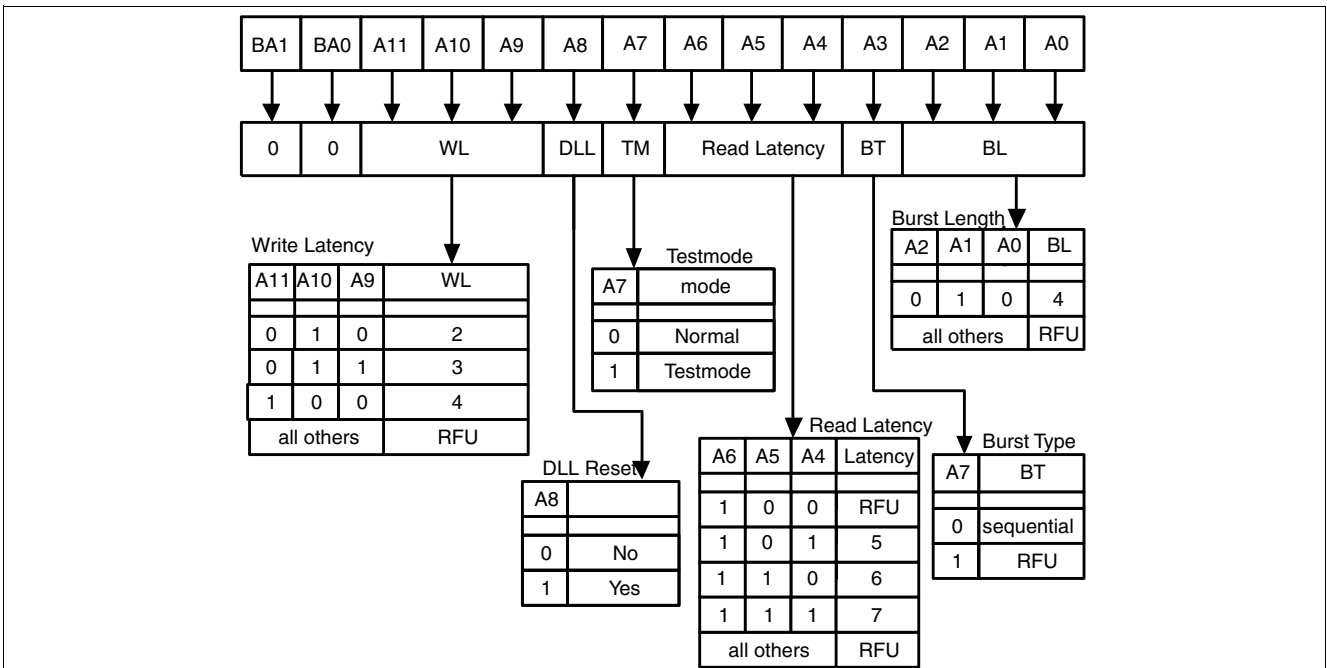 BA1 BA0 A11 A10 A9 A8 A7 A6 A5 A4 A3 A2 A1 A0
0 0 WL DLL TM Read Latency BT BL
Write Latency
A11 A10 A9 WL
0 1 0 2
0 1 1 3
1 0 0 4
all others RFU
DLL Reset
A8
0 No
1 Yes
Testmode
A7 mode
0 Normal
1 Testmode
Read Latency
A6 A5 A4 Latency
1 0 0 RFU
1 0 1 5
1 1 0 6
1 1 1 7
all others RFU
Burst Length
A2 A1 A0 BL
0 1 0 4
all others RFU
Burst Type
A7 BT
0 sequential
1 RFU